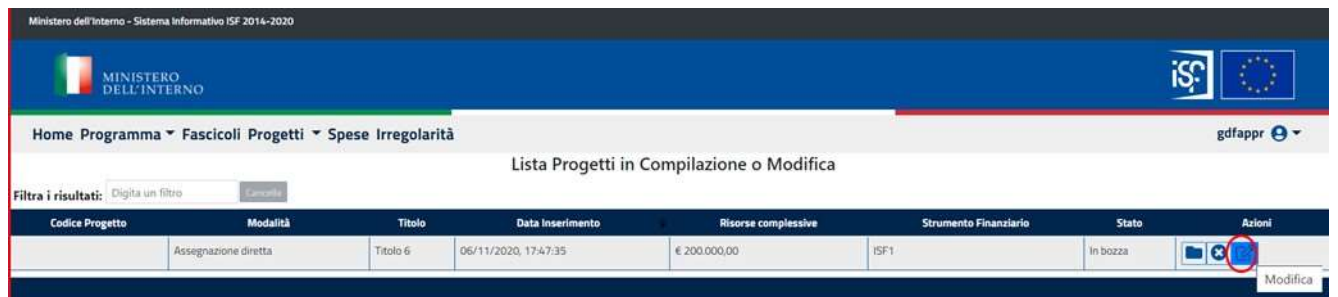 Ministero dell'Interno - Sistema Informativo ISF 2014-2020
MINISTERO
DELL'INTERNO
iSF
Home Programma Fascicoli Progetti Spese Irregolarità gdfappr
Lista Progetti in Compilazione o Modifica
Filtra i risultati: Digita un filtro Cancella
Codice Progetto Modalità Titolo Data Inserimento Risorse complessive Strumento Finanziario Stato Azioni
Assegnazione diretta Titolo 6 06/11/2020, 17:47:35 € 200.000,00 ISF1 In bozza
Modifica